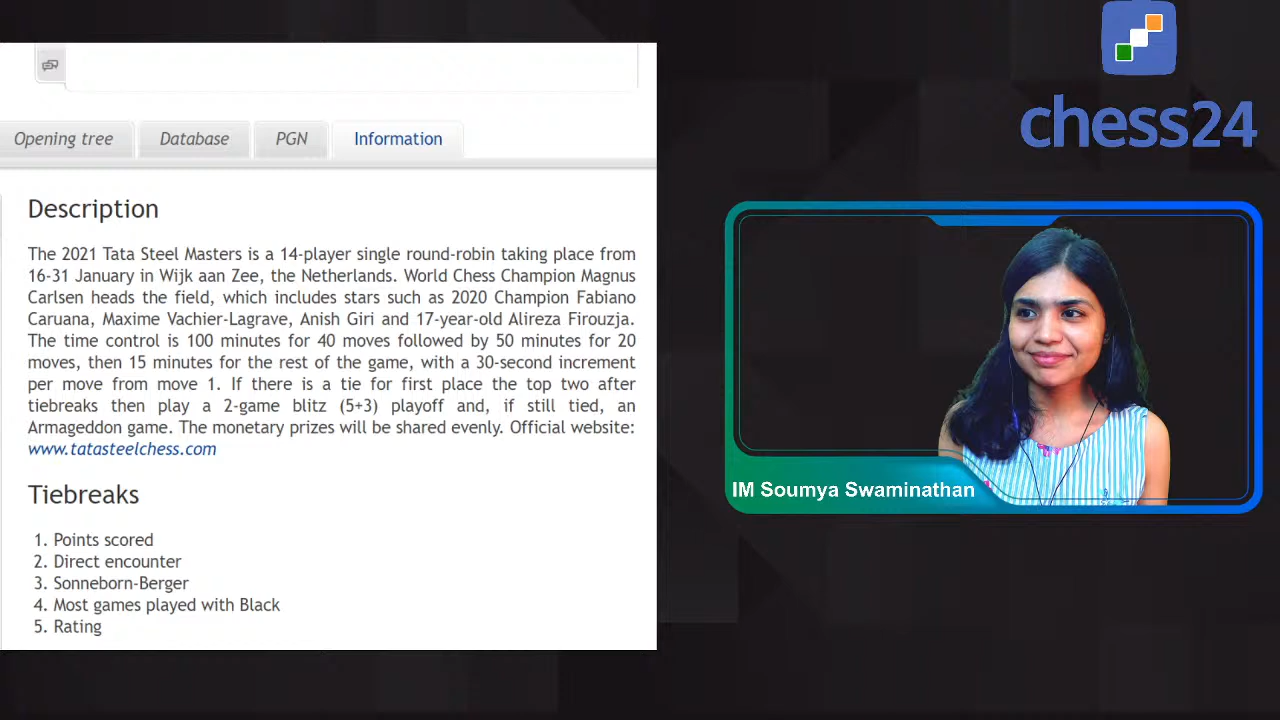 Opening tree
Database
PGN
Information
Description
The 2021 Tata Steel Masters is a 14-player single round-robin taking place from
16-31 January in Wijk aan Zee, the Netherlands. World Chess Champion Magnus
Carlsen heads the field, which includes stars such as 2020 Champion Fabiano
Caruana, Maxime Vachier-Lagrave, Anish Giri and 17-year-old Alireza Firouzja.
The time control is 100 minutes for 40 moves followed by 50 minutes for 20
moves, then 15 minutes for the rest of the game, with a 30-second increment
per move from move 1. If there is a tie for first place the top two after
tiebreaks then play a 2-game blitz (5+3) playoff and, if still tied, an
Armageddon game. The monetary prizes will be shared evenly. Official website:
www.tatasteelchess.com
Tiebreaks
1. Points scored
2. Direct encounter
3. Sonneborn-Berger
4. Most games played with Black
5. Rating
chess24
IM Soumya Swaminathan